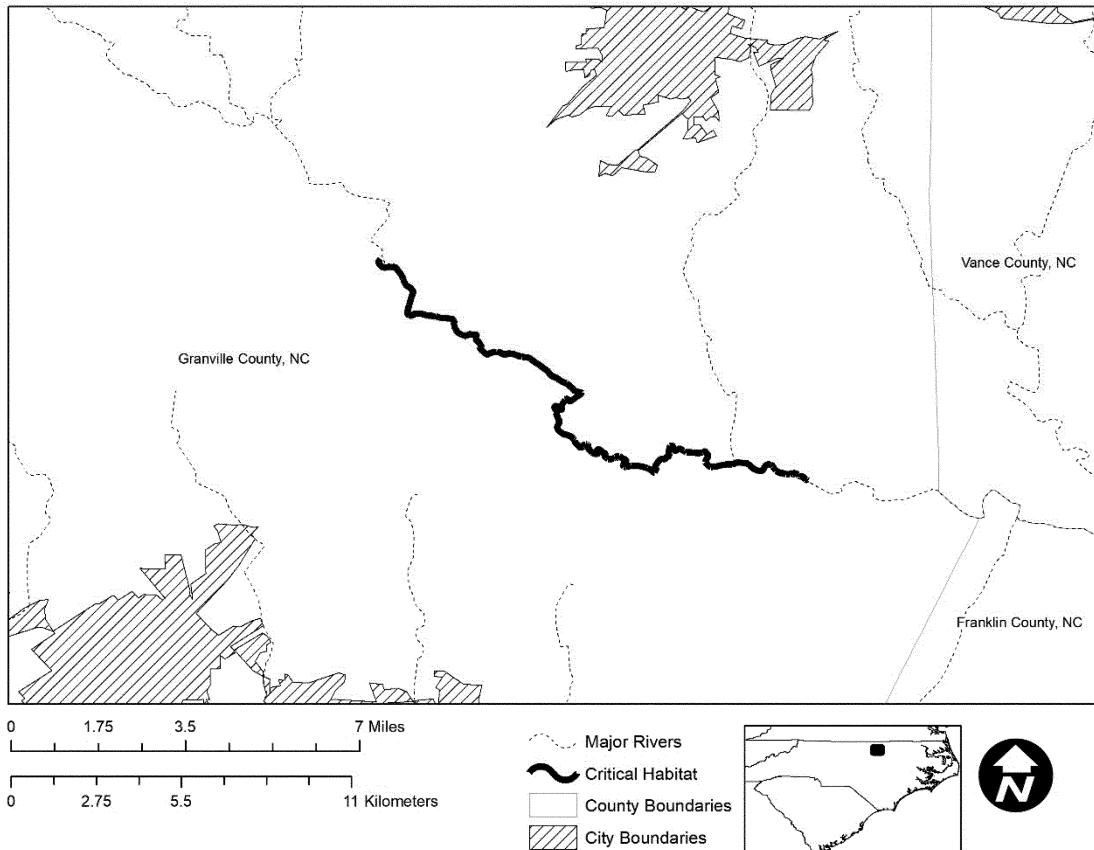 Vance County, NC
Granville County, NC
Franklin County, NC
0 1.75 3.5 7 Miles
0 2.75 5.5 11 Kilometers
Major Rivers
Critical Habitat
County Boundaries
City Boundaries
N